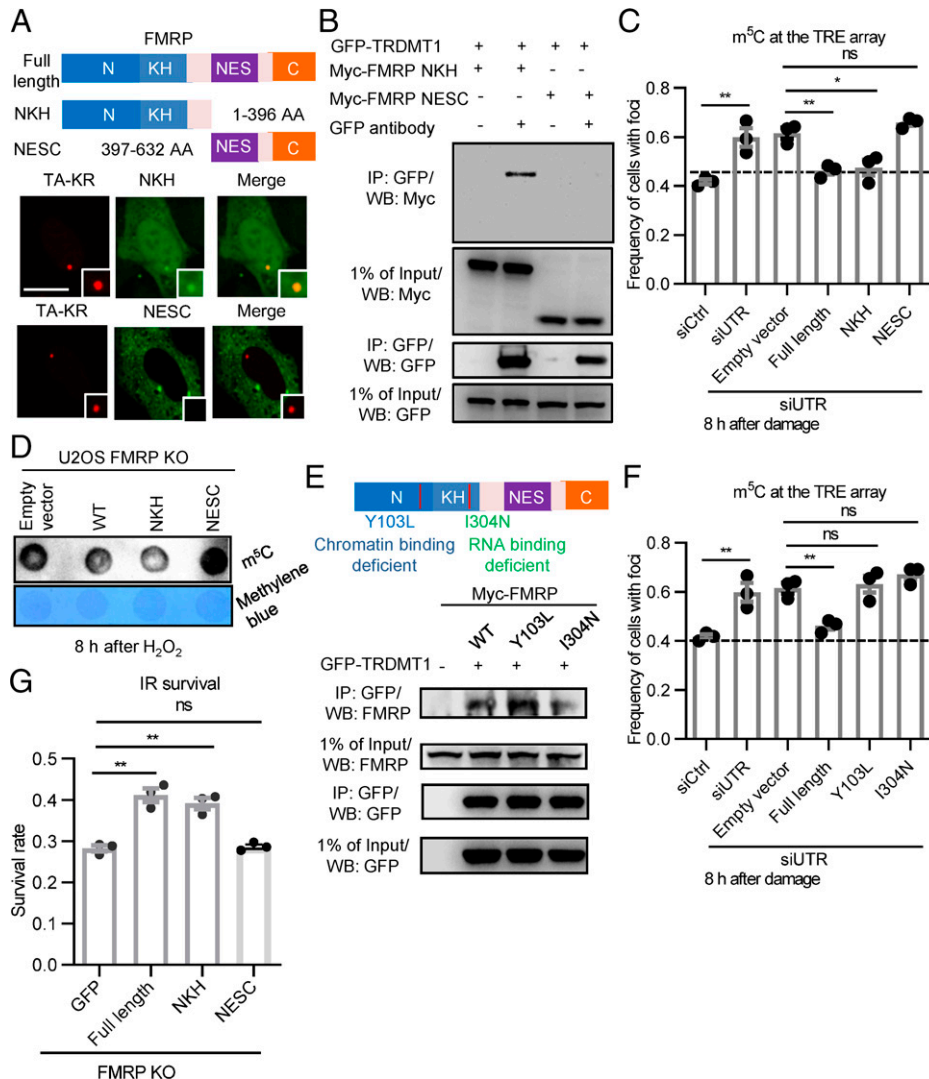 A
FMRP
Full
length
N KH NES C
NKH
N KH
1-396 AA
NESC
397-632 AA
NES C
TA-KR NKH Merge
TA-KR NESC Merge
B
GFP-TRDMT1 + + + +
Myc-FMRP NKH + + - -
Myc-FMRP NESC - - + +
GFP antibody - + - +
IP: GFP/
WB: Myc
1% of Input/
WB: Myc
IP: GFP/
WB: GFP
1% of Input/
WB: GFP
C
m⁵C at the TRE array
ns
*
** **
Frequency of cells with foci
0.8
0.6
0.4
0.2
0.0
siCtrl
siUTR
Empty vector
Full length
NKH
NESC
siUTR
8 h after damage
D
U2OS FMRP KO
Empty
vector
WT
NKH
NESC
m⁵C
Methylene
blue
8 h after H₂O₂
E
N KH NES C
Y103L I304N
Chromatin binding
deficient
RNA binding
deficient
Myc-FMRP
WT Y103L I304N
GFP-TRDMT1 - + + +
IP: GFP/
WB: FMRP
1% of Input/
WB: FMRP
IP: GFP/
WB: GFP
1% of Input/
WB: GFP
F
m⁵C at the TRE array
ns
ns
** **
Frequency of cells with foci
0.8
0.6
0.4
0.2
0.0
siCtrl
siUTR
Empty vector
Full length
Y103L
I304N
siUTR
8 h after damage
G
IR survival
ns
**
**
Survival rate
0.5
0.4
0.3
0.2
0.1
0.0
GFP
Full length
NKH
NESC
FMRP KO